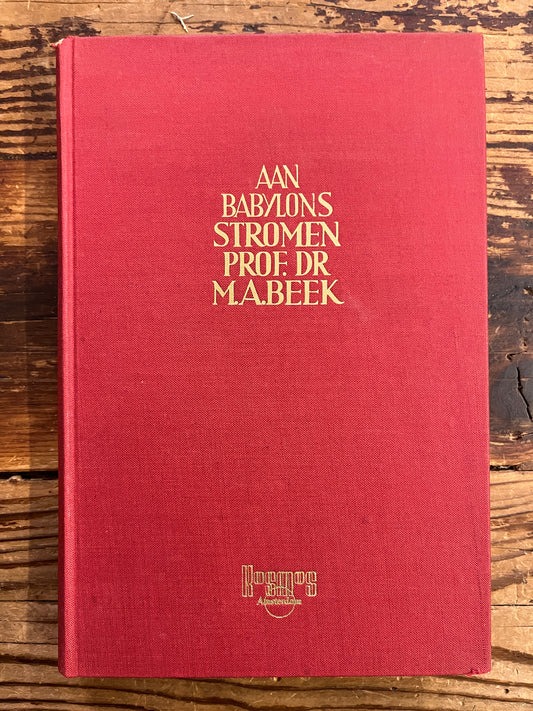 AAN
BABYLONS
STROMEN
PROF. DR
M.A.BEEK
KOSMOS
Amsterdam